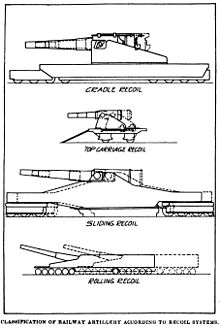 CRADLE RECOIL
TOP CARRIAGE RECOIL
SLIDING RECOIL
ROLLING RECOIL
CLASSIFICATION OF RAILWAY ARTILLERY ACCORDING TO RECOIL SYSTEMS.